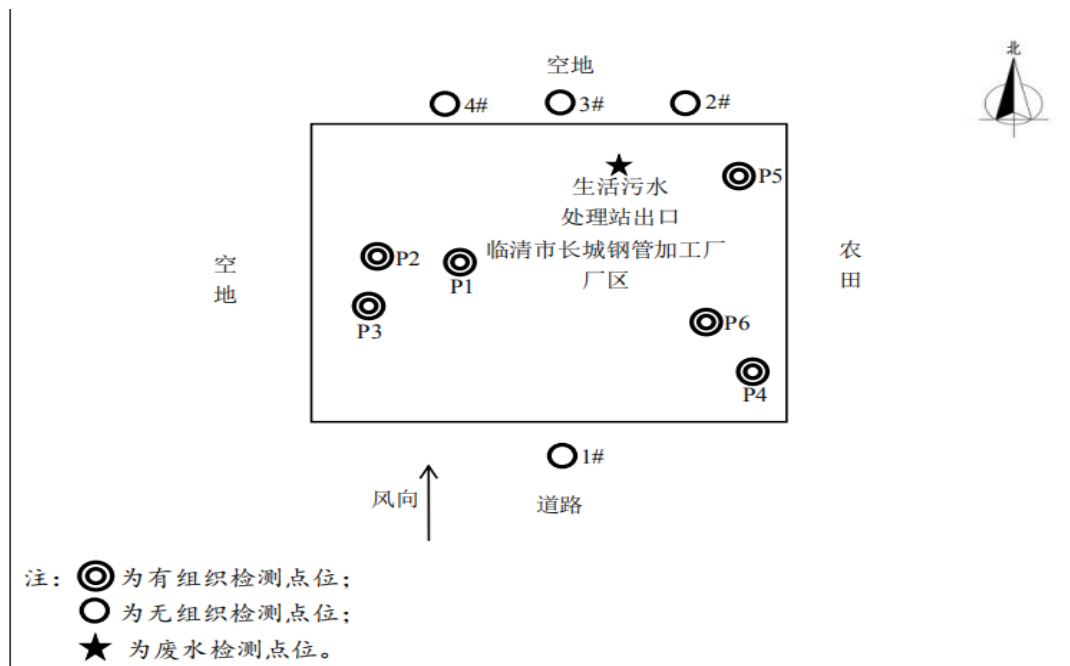 北
空地
4#
3#
2#
P5
生活污水
处理站出口
临清市长城钢管加工厂
厂区
P2
P1
P3
空
地
农
田
P6
P4
1#
风向
道路
注：为有组织检测点位；
为无组织检测点位；
为废水检测点位。